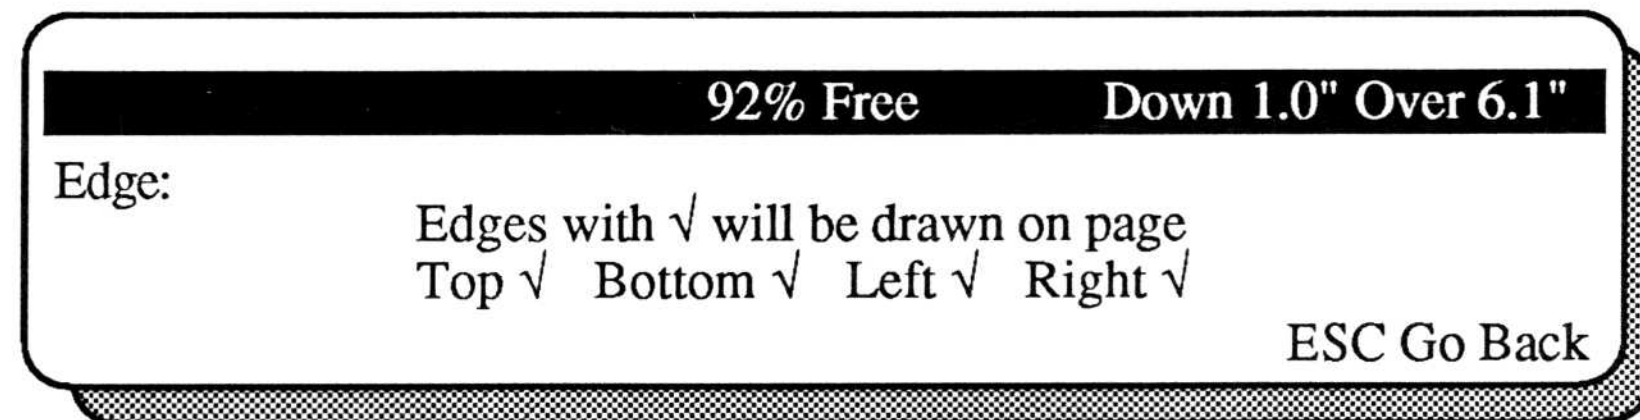 92% Free Down 1.0" Over 6.1"
Edge:
Edges with √ will be drawn on page
Top √ Bottom √ Left √ Right √
ESC Go Back